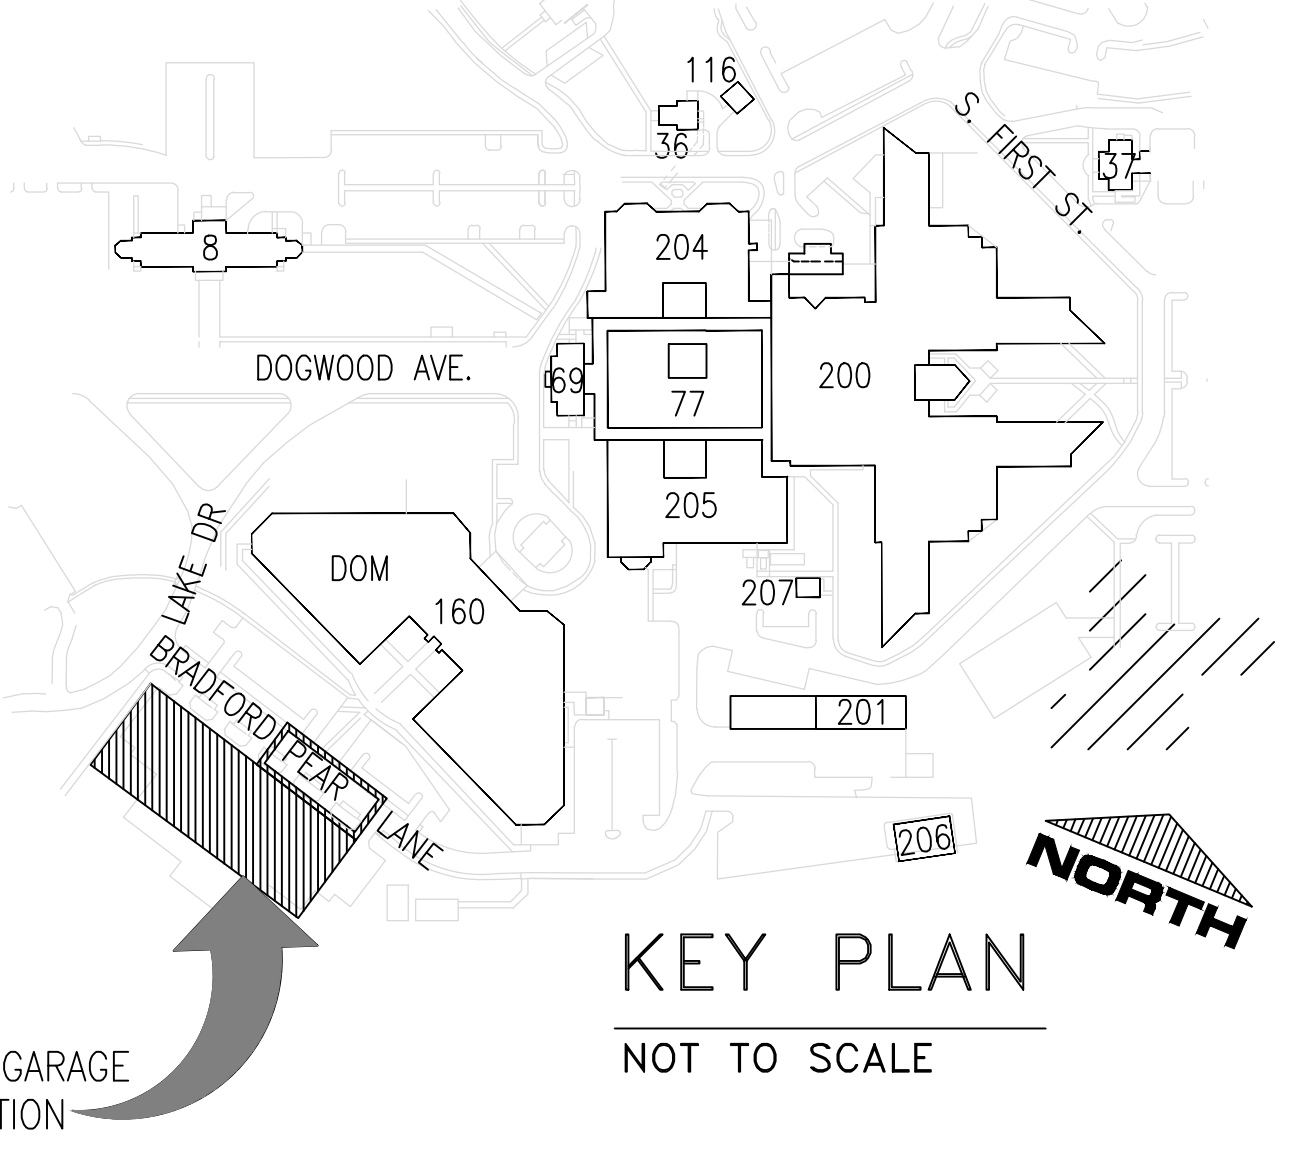 116
36
S. FIRST ST.
37
8
204
DOGWOOD AVE.
69
77
200
205
LAKE DR
DOM
160
207
BRADFORD
PEAR
LANE
201
206
NORTH
KEY PLAN
NOT TO SCALE
GARAGE
TION